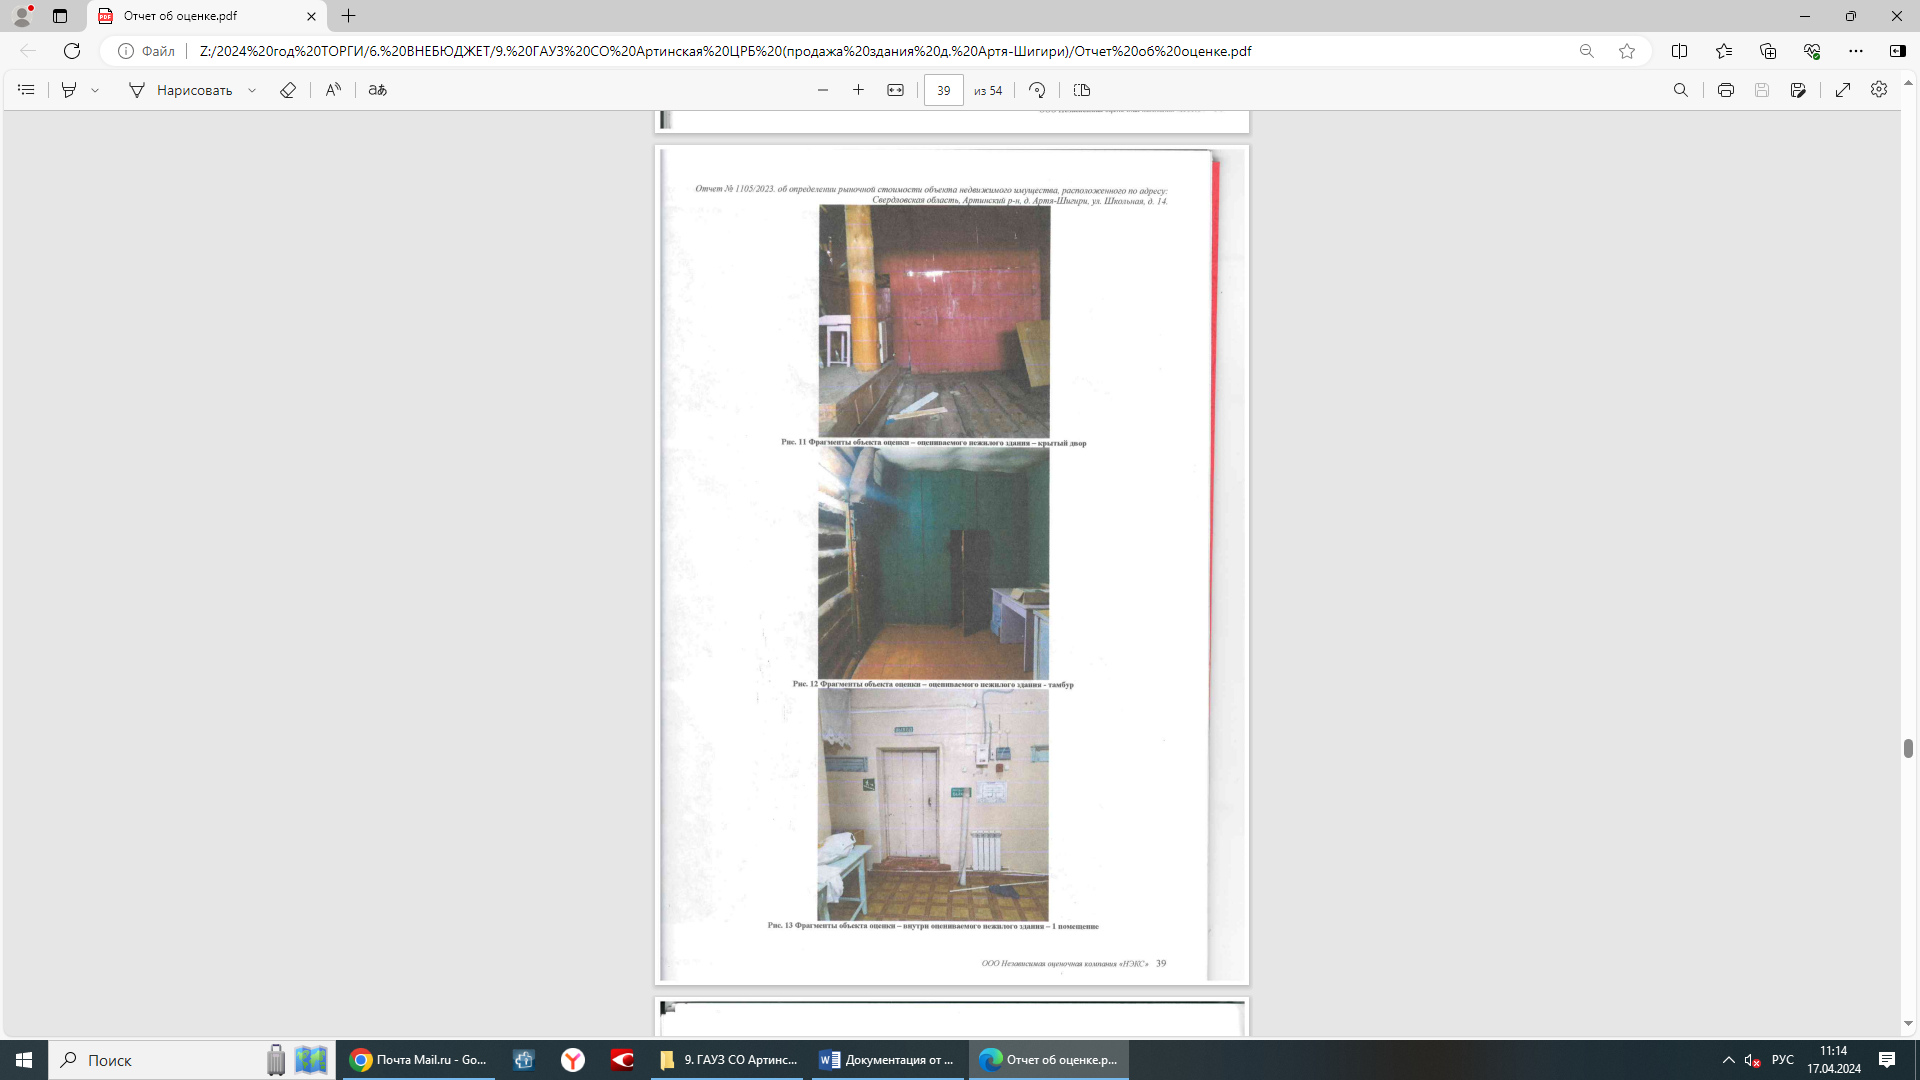 Отчет об оценке.pdf
Файл
Z:/2024%20год%20ТОРГИ/6.%20ВНЕБЮДЖЕТ/9.%20ГАУЗ%20СО%20Артинская%20ЦРБ%20(продажа%20здания%20д.%20Артя-Шигири)/Отчет%20об%20оценке.pdf
Нарисовать
39 из 54
Отчет № 1105/2023. об определении рыночной стоимости объекта недвижимого имущества, расположенного по адресу:
Свердловская область, Артинский р-н, д. Артя-Шигири, ул. Школьная, д. 14.
Рис. 11 Фрагменты объекта оценки – оцениваемого нежилого здания – крытый двор
Рис. 12 Фрагменты объекта оценки – оцениваемого нежилого здания - тамбур
Рис. 13 Фрагменты объекта оценки – внутри оцениваемого нежилого здания – 1 помещение
ООО Независимая оценочная компания «НЭКС» 39
Поиск
Почта Mail.ru - Go...
9. ГАУЗ СО Артинс...
Документация от ...
Отчет об оценке.p...
РУС
11:14
17.04.2024